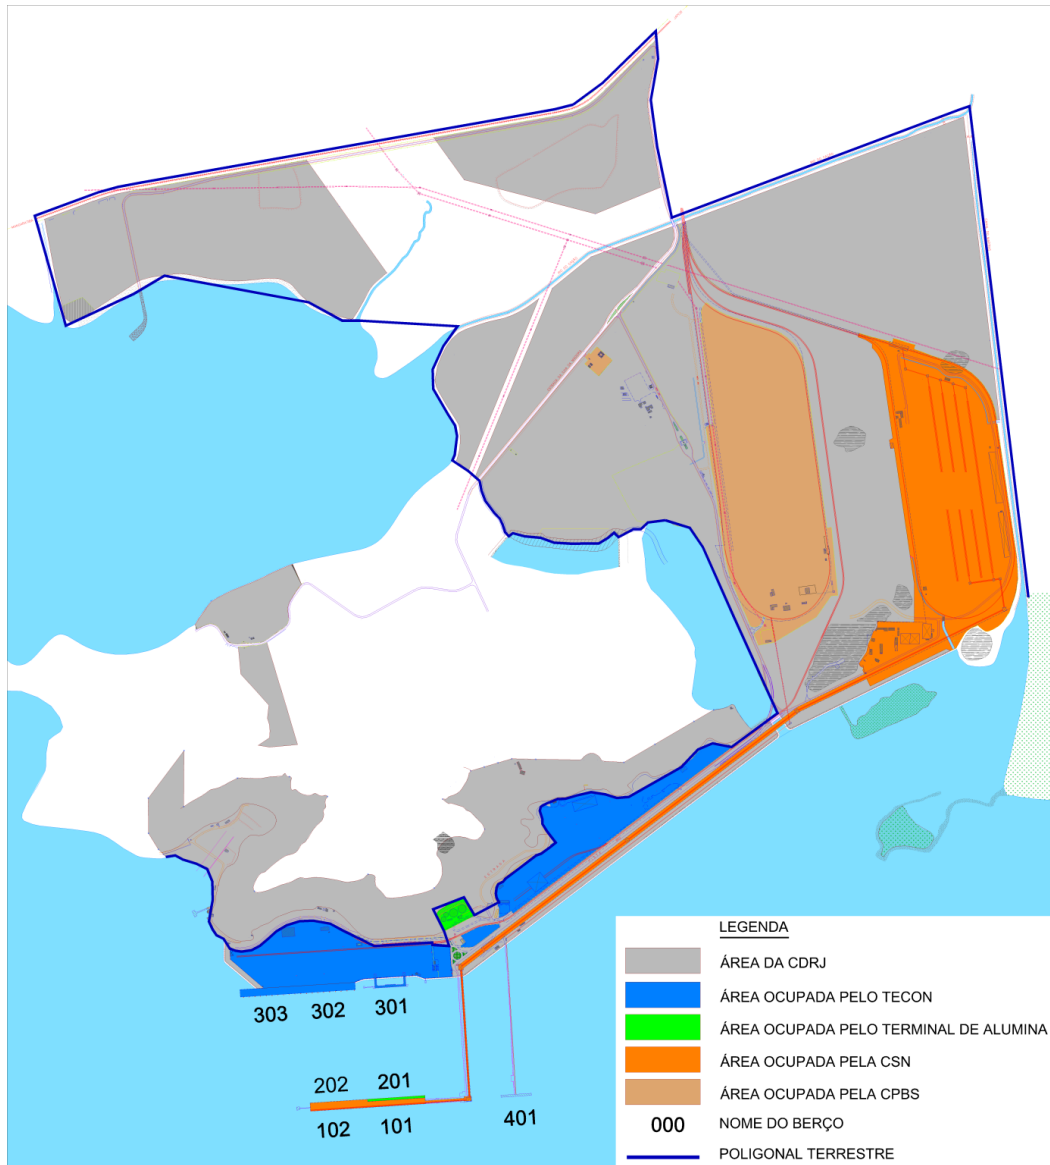 303
302
301
202
201
102
101
401
LEGENDA
ÁREA DA CDRJ
ÁREA OCUPADA PELO TECON
ÁREA OCUPADA PELO TERMINAL DE ALUMINA
ÁREA OCUPADA PELA CSN
ÁREA OCUPADA PELA CPBS
000 NOME DO BERÇO
POLIGONAL TERRESTRE